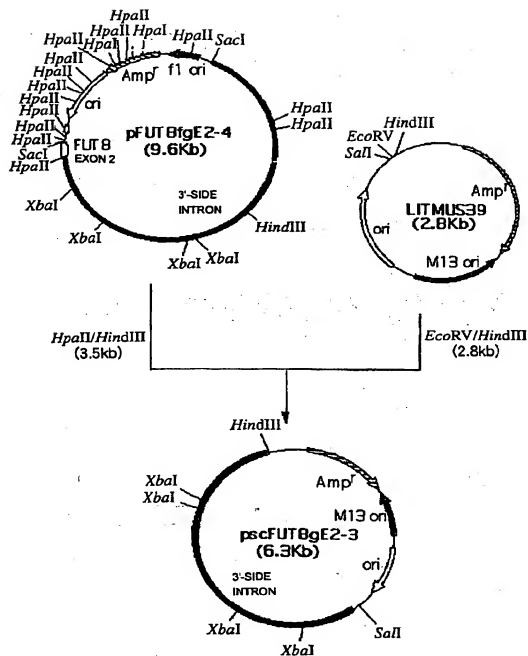 HpaII
HpaII
HpaII
HpaI
HpaI
HpaII
SacI
HpaII
HpaII
HpaII
HpaII
HpaII
HpaII
HpaII
HpaII
SacI
HpaII
Ampʳ
f1 ori
ori
FUT8
EXON 2
pFUT8fgE2-4
(9.6Kb)
HpaII
HpaII
3'-SIDE
INTRON
HindIII
XbaI
XbaI
XbaI
XbaI
HindIII
EcoRV
SalI
Ampʳ
LITMUS39
(2.8Kb)
ori
M13 ori
HpaII/HindIII
(3.5kb)
EcoRV/HindIII
(2.8kb)
HindIII
XbaI
XbaI
Ampʳ
M13 ori
pscFUT8gE2-3
(6.3Kb)
ori
3'-SIDE
INTRON
XbaI
XbaI
SalI